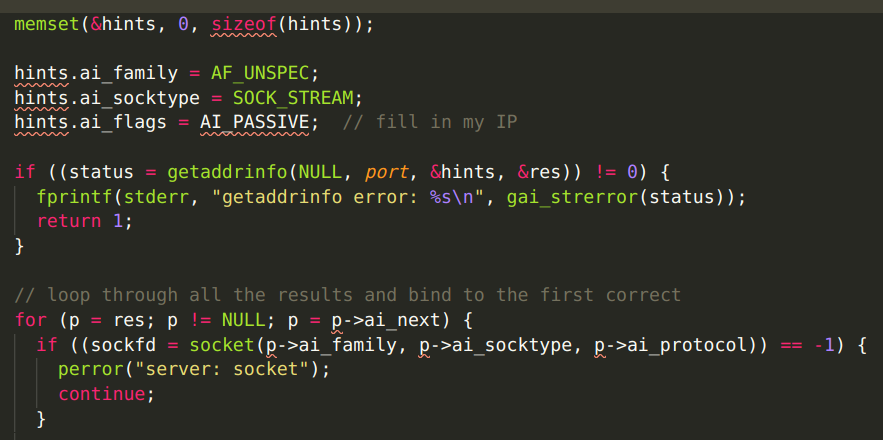 memset(&hints, 0, sizeof(hints));
hints.ai_family = AF_UNSPEC;
hints.ai_socktype = SOCK_STREAM;
hints.ai_flags = AI_PASSIVE;  // fill in my IP
if ((status = getaddrinfo(NULL, port, &hints, &res)) != 0) {
  fprintf(stderr, "getaddrinfo error: %s\n", gai_strerror(status));
  return 1;
}
// loop through all the results and bind to the first correct
for (p = res; p != NULL; p = p->ai_next) {
  if ((sockfd = socket(p->ai_family, p->ai_socktype, p->ai_protocol)) == -1) {
    perror("server: socket");
    continue;
  }